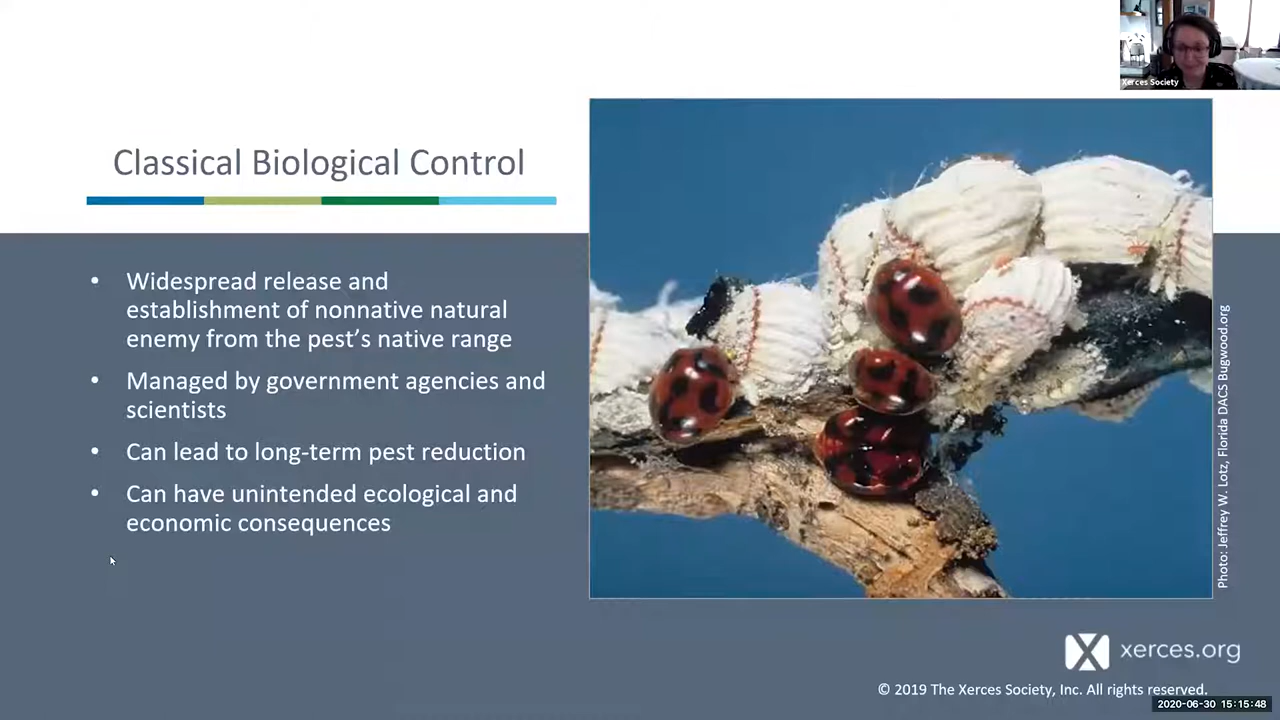 Xerces Society
Classical Biological Control
• Widespread release and
establishment of nonnative natural
enemy from the pest’s native range
• Managed by government agencies and
scientists
• Can lead to long-term pest reduction
• Can have unintended ecological and
economic consequences
Photo: Jeffrey W. Lotz, Florida DACS Bugwood.org
xerces.org
© 2019 The Xerces Society, Inc. All rights reserved.
2020-06-30 15:15:48